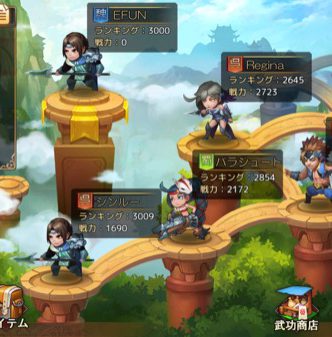 EFUN
ランキング：3000
戦力：0
Regina
ランキング：2645
戦力：2723
パラシュート
ランキング：2854
戦力：2172
シンルー
ランキング：3009
戦力：1690
イテム
武功商店